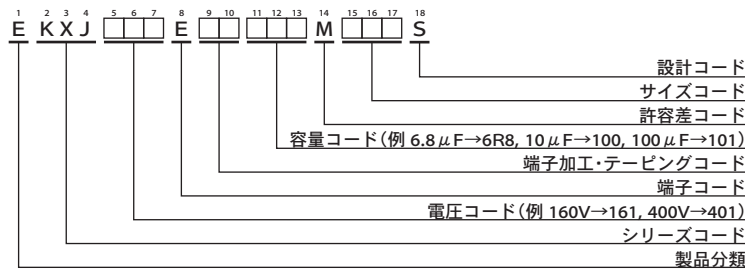 1 2 3 4 5 6 7 8 9 10 11 12 13 14 15 16 17 18
E K X J □□□ E □□ □□□ M □□□ S
設計コード
サイズコード
許容差コード
容量コード(例 6.8μF→6R8, 10μF→100, 100μF→101)
端子加工・テーピングコード
端子コード
電圧コード(例 160V→161, 400V→401)
シリーズコード
製品分類